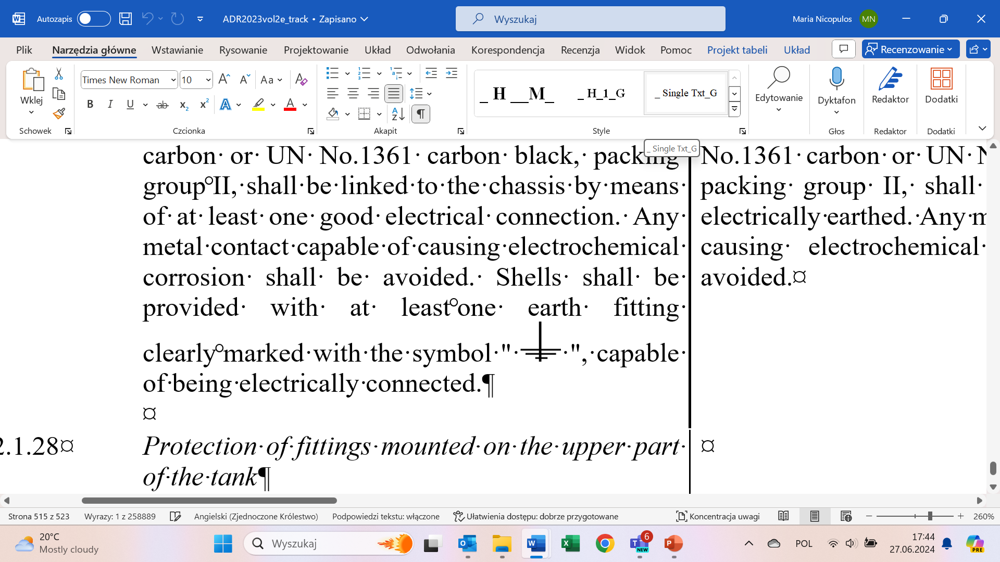 Autozapis
ADR2023vol2e_track • Zapisano
Wyszukaj
Maria Nicopulos
MN
Plik
Narzędzia główne
Wstawianie
Rysowanie
Projektowanie
Układ
Odwołania
Korespondencja
Recenzja
Widok
Pomoc
Projekt tabeli
Układ
Recenzowanie
Wklej
Times New Roman
10
_ H __M_
_ H_1_G
_ Single Txt_G
Edytowanie
Dyktafon
Redaktor
Dodatki
Schowek
Czcionka
Akapit
Style
Głos
Redaktor
Dodatki
_ Single Txt_G
carbon· or· UN· No.1361· carbon· black,· packing
group°II,·shall·be·linked·to·the·chassis·by·means·
of· at· least· one· good· electrical· connection.· Any·
metal·contact·capable·of·causing·electrochemical·
corrosion· shall· be· avoided.· Shells· shall· be·
provided· with· at· least°one· earth· fitting·
clearly°marked·with·the·symbol·"· ·",·capable·
of·being·electrically·connected.¶
¤
No.1361·carbon·or·UN·N
packing· group· II,· shall·
electrically·earthed.·Any·m
causing· electrochemical·
avoided.¤
2.1.28¤
Protection·of·fittings·mounted·on·the·upper·part·
of·the·tank¶
¤
Strona 515 z 523
Wyrazy: 1 z 258889
Angielski (Zjednoczone Królestwo)
Podpowiedzi tekstu: włączone
Ułatwienia dostępu: dobrze przygotowane
Koncentracja uwagi
260%
20°C
Mostly cloudy
Wyszukaj
6
NEW
POL
17:44
27.06.2024
PRE